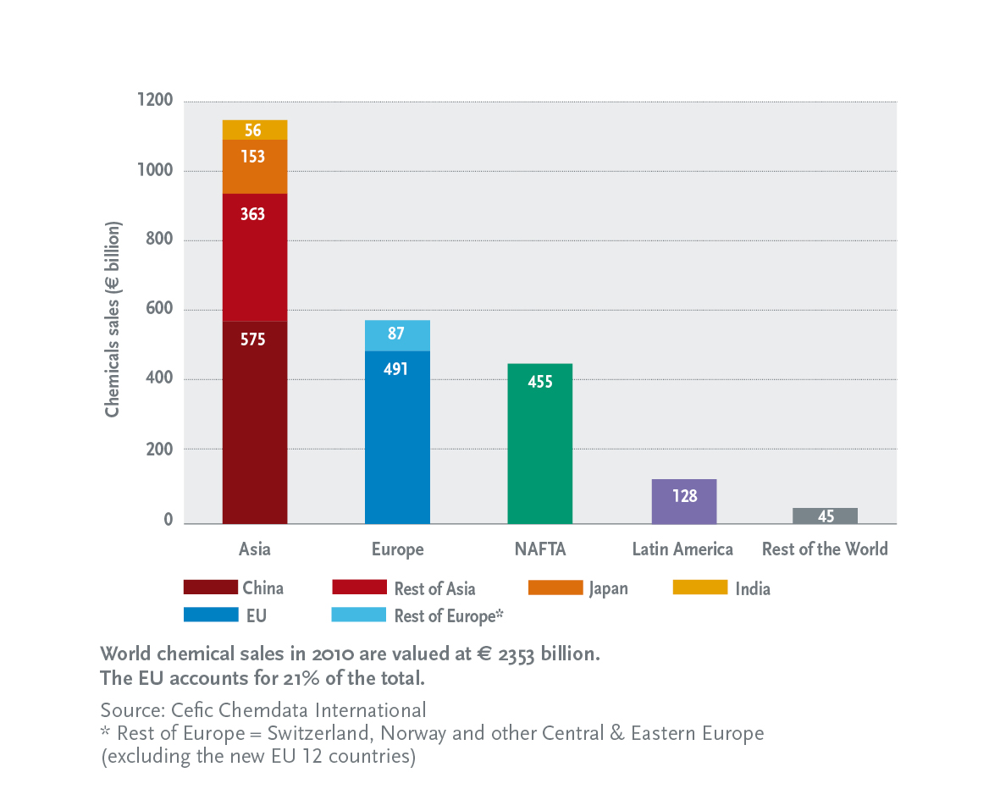 1200
1000
800
600
400
200
0
Chemicals sales (€ billion)
56
153
363
575
87
491
455
128
45
Asia Europe NAFTA Latin America Rest of the World
China Rest of Asia Japan India
EU Rest of Europe*
World chemical sales in 2010 are valued at € 2353 billion.
The EU accounts for 21% of the total.
Source: Cefic Chemdata International
* Rest of Europe = Switzerland, Norway and other Central & Eastern Europe
(excluding the new EU 12 countries)